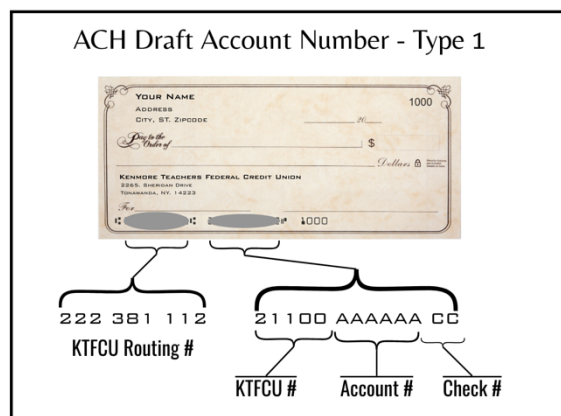 ACH Draft Account Number - Type 1
YOUR NAME
1000
ADDRESS
CITY, ST. ZIPCODE
20
Pay to the
Order of
$
Dollars
KENMORE TEACHERS FEDERAL CREDIT UNION
2265. SHERIDAN DRIVE
TONAWANDA, NY. 14223
For
1000
222 381 112
21100 AAAAAA CC
KTFCU Routing #
KTFCU #
Account #
Check #